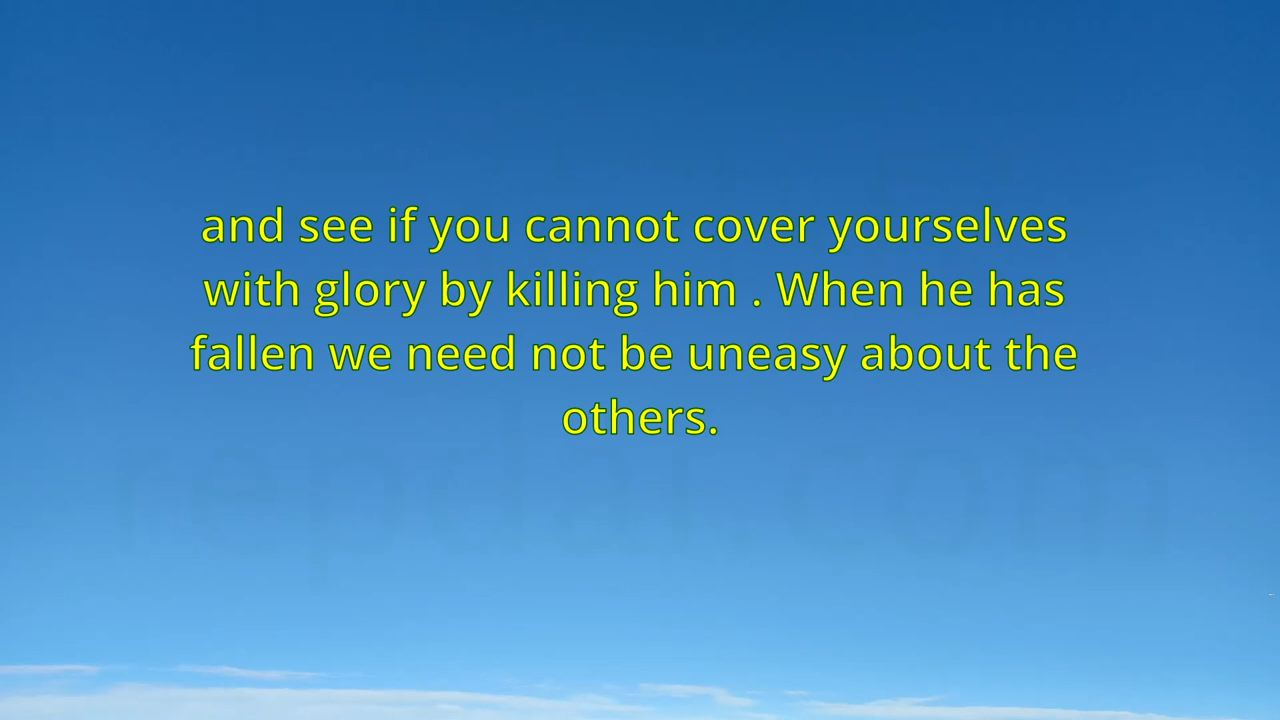 and see if you cannot cover yourselves
with glory by killing him . When he has
fallen we need not be uneasy about the
others.